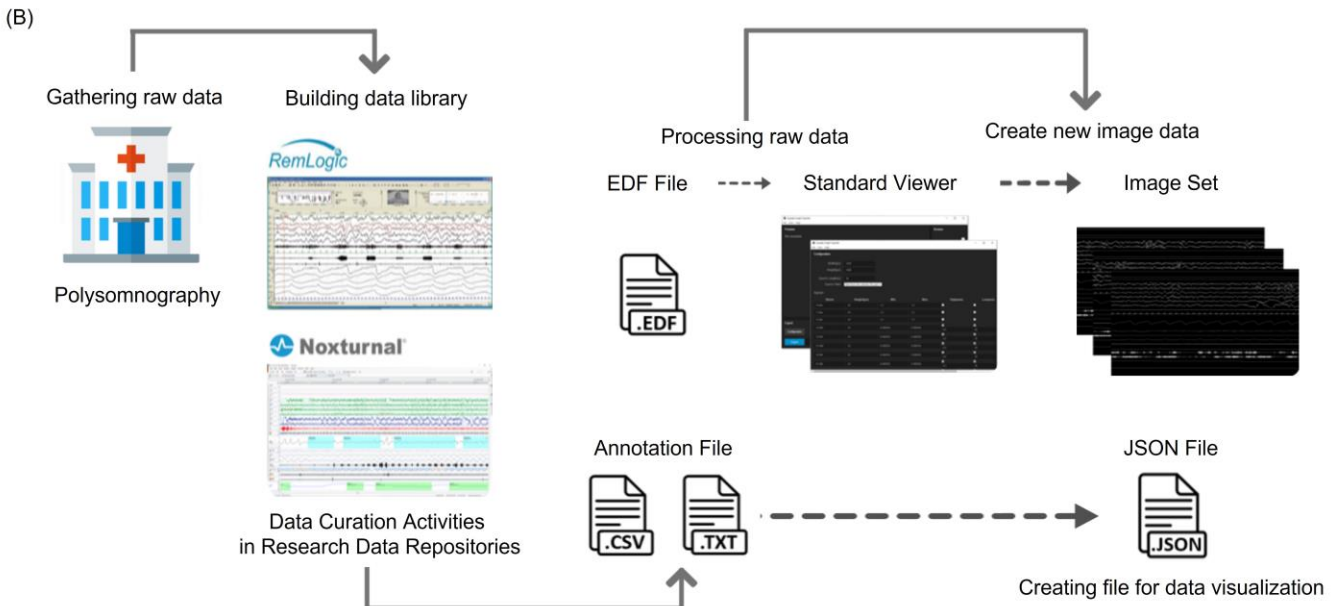 (B)
Gathering raw data
Building data library
Polysomnography
RemLogic
Noxturnal®
Data Curation Activities
in Research Data Repositories
Processing raw data
Create new image data
EDF File
Standard Viewer
Image Set
.EDF
Annotation File
JSON File
.CSV
.TXT
.JSON
Creating file for data visualization